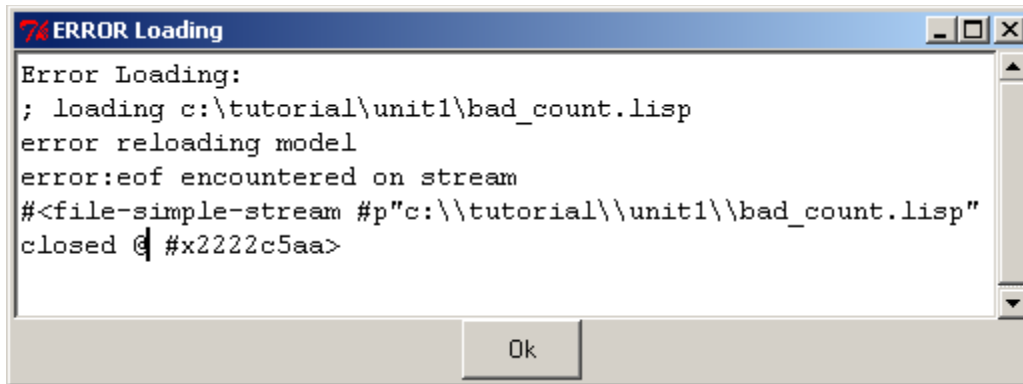 ERROR Loading
Error Loading:
; loading c:\tutorial\unit1\bad_count.lisp
error reloading model
error:eof encountered on stream
#<file-simple-stream #p"c:\\tutorial\\unit1\\bad_count.lisp"
closed @ #x2222c5aa>
Ok